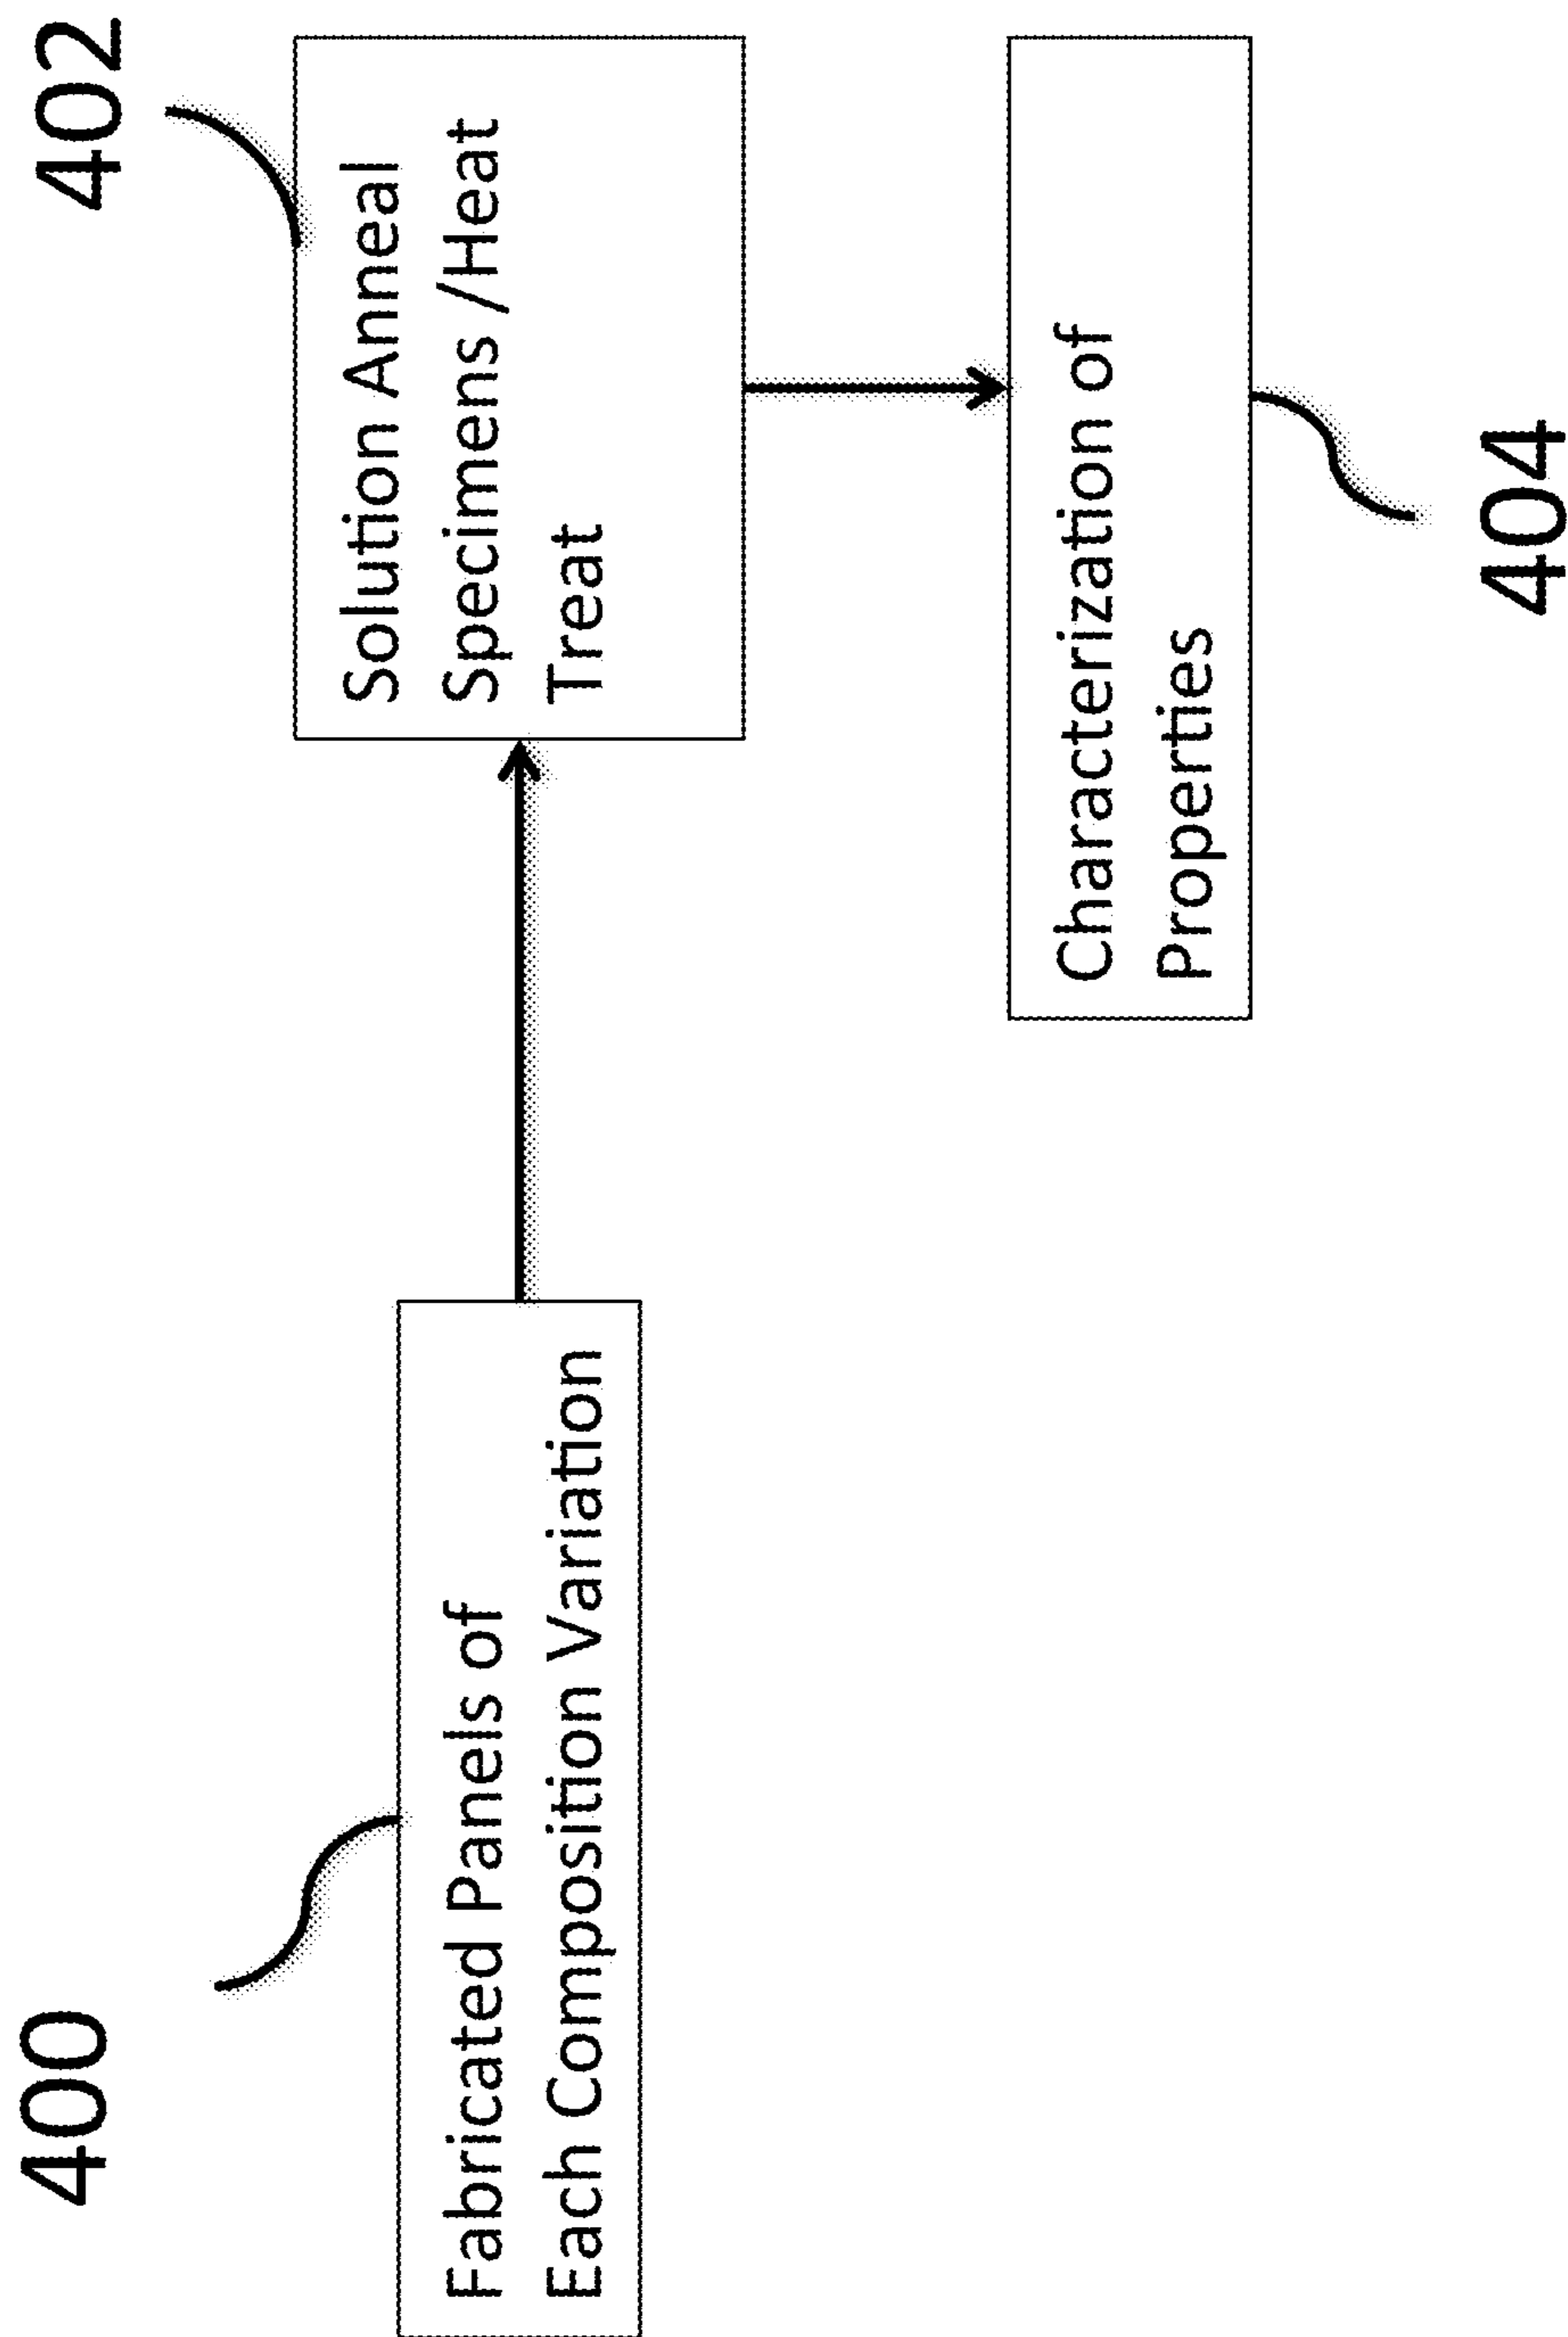 400
Fabricated Panels of
Each Composition Variation
402
Solution Anneal
Specimens /Heat
Treat
Characterization of
Properties
404